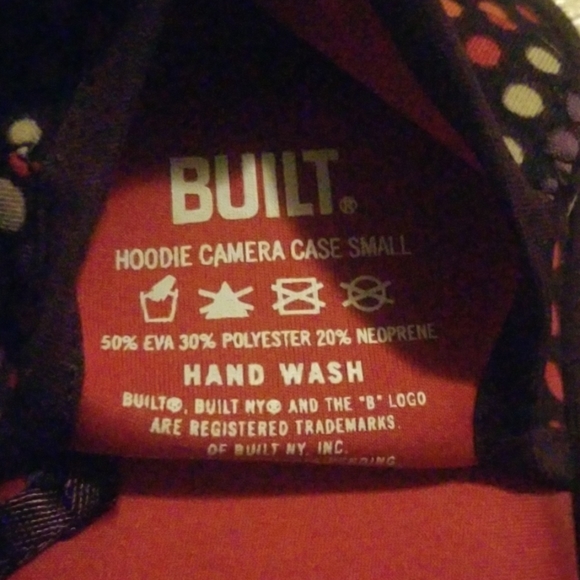 BUILT®
HOODIE CAMERA CASE SMALL
50% EVA 30% POLYESTER 20% NEOPRENE
HAND WASH
BUILT®, BUILT NY® AND THE "B" LOGO
ARE REGISTERED TRADEMARKS
OF BUILT NY, INC.